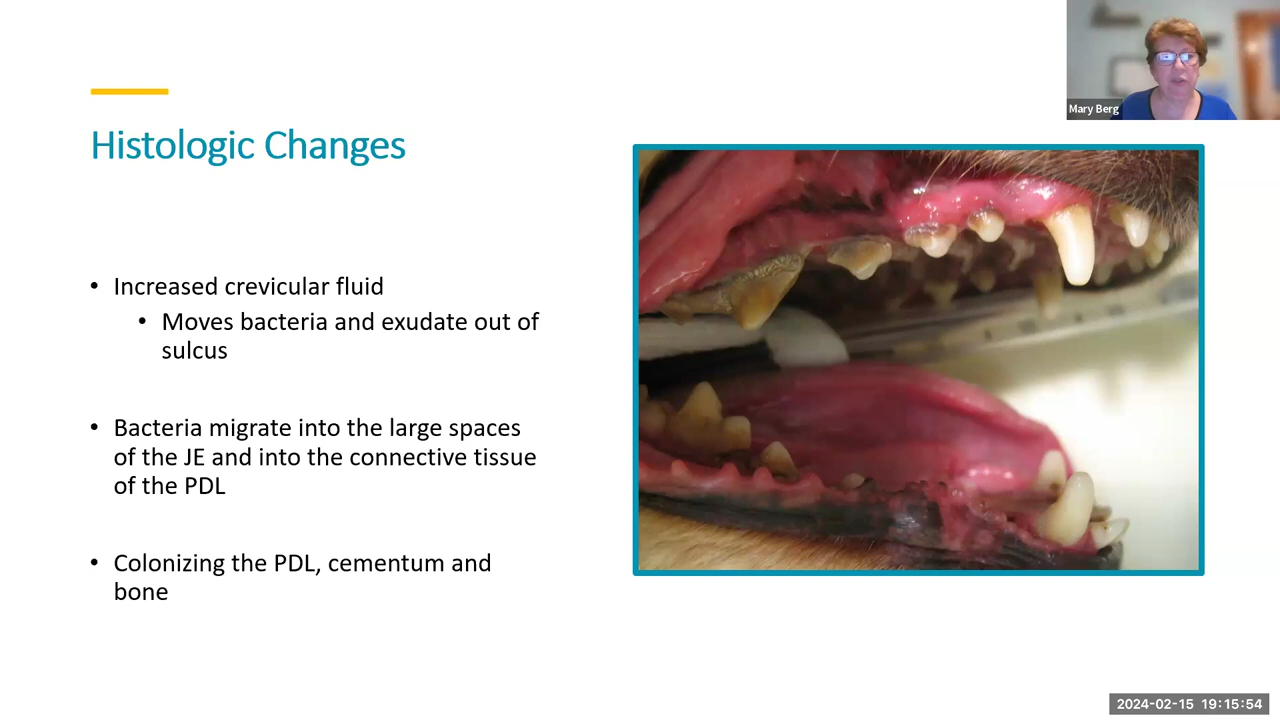 Mary Berg
Histologic Changes
• Increased crevicular fluid
• Moves bacteria and exudate out of
sulcus
• Bacteria migrate into the large spaces
of the JE and into the connective tissue
of the PDL
• Colonizing the PDL, cementum and
bone
2024-02-15 19:15:54